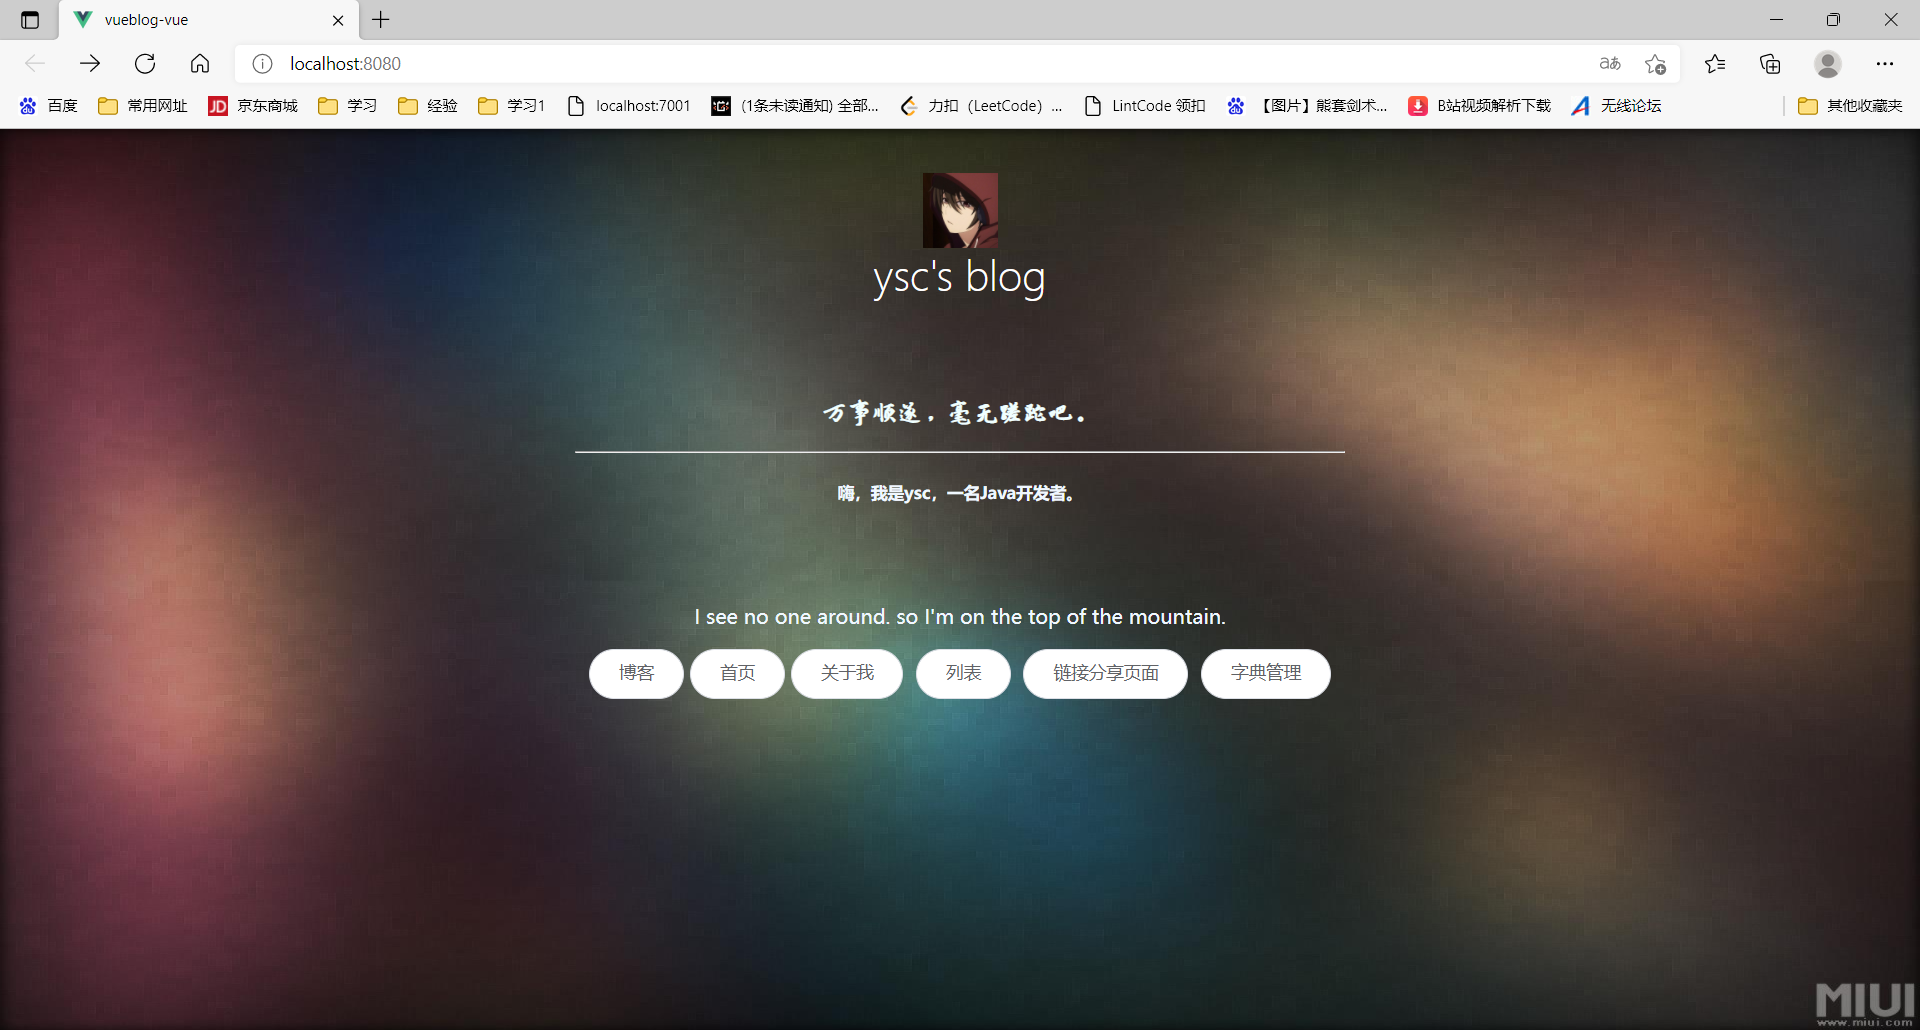 vueblog-vue
localhost:8080
aあ
百度 常用网址 JD 京东商城 学习 经验 学习1 localhost:7001 (1条未读通知) 全部... 力扣（LeetCode）... LintCode 领扣 【图片】熊套剑术... B站视频解析下载 无线论坛 其他收藏夹
ysc's blog
万事顺遂，毫无蹉跎吧。
嗨，我是ysc，一名Java开发者。
I see no one around. so I'm on the top of the mountain.
博客 首页 关于我 列表 链接分享页面 字典管理
MIUI
www.miui.com